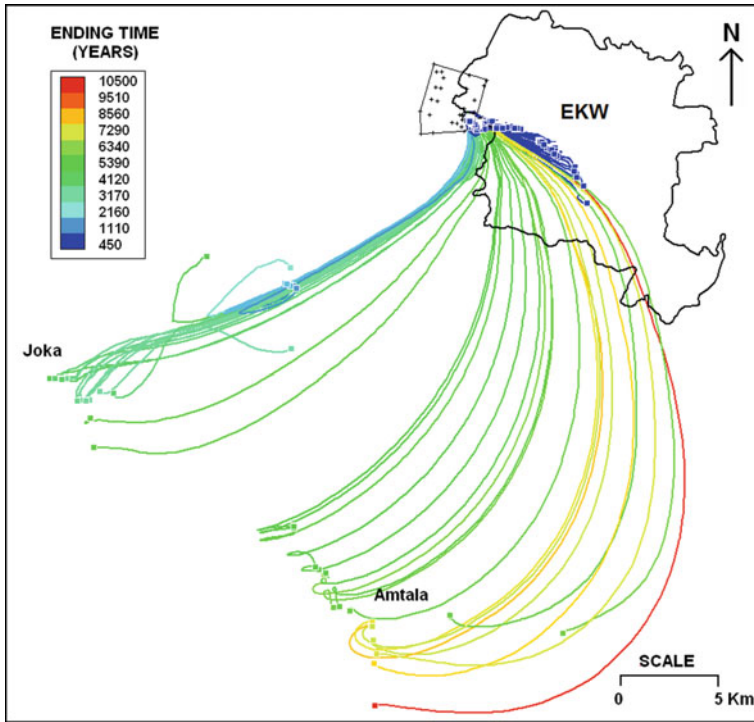 ENDING TIME
(YEARS)
10500
9510
8560
7290
6340
5390
4120
3170
2160
1110
450
N
EKW
Joka
Amtala
SCALE
0 5 Km